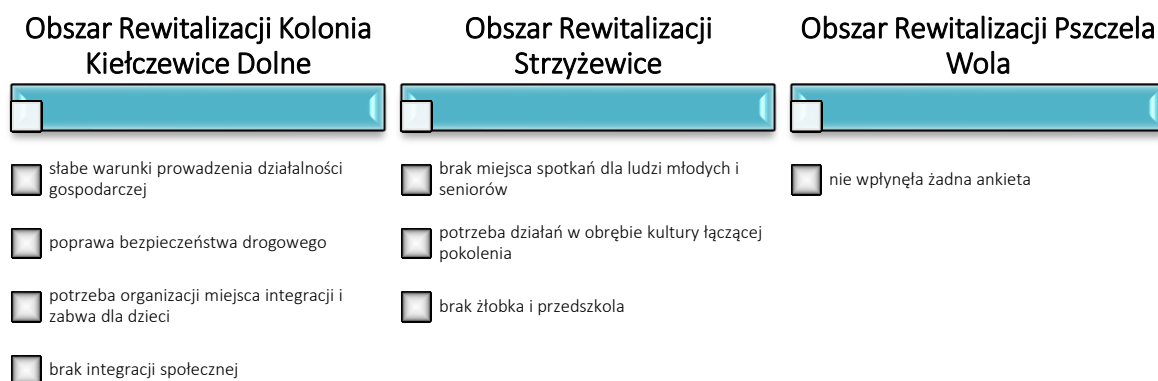 Obszar Rewitalizacji Kolonia
Kiełczewice Dolne
słabe warunki prowadzenia działalności
gospodarczej
poprawa bezpieczeństwa drogowego
potrzeba organizacji miejsca integracji i
zabwa dla dzieci
brak integracji społecznej
Obszar Rewitalizacji
Strzyżewice
brak miejsca spotkań dla ludzi młodych i
seniorów
potrzeba działań w obrębie kultury łączącej
pokolenia
brak żłobka i przedszkola
Obszar Rewitalizacji Pszczela
Wola
nie wpłynęła żadna ankieta